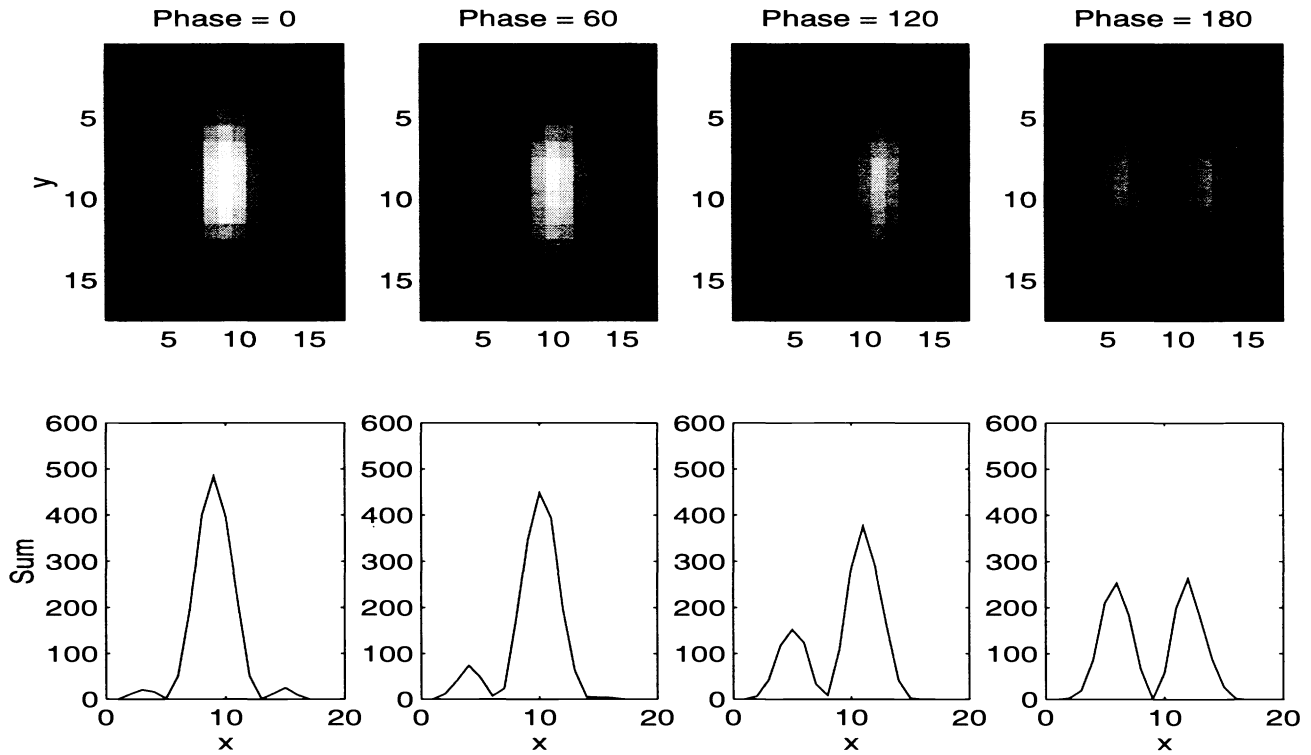 Phase = 0 Phase = 60 Phase = 120 Phase = 180
5 5 5 5
y
10 10 10 10
15 15 15 15
5 10 15 5 10 15 5 10 15 5 10 15
600 600 600 600
500 500 500 500
400 400 400 400
Sum
300 300 300 300
200 200 200 200
100 100 100 100
0 0 0 0
0 10 20 0 10 20 0 10 20 0 10 20
x x x x